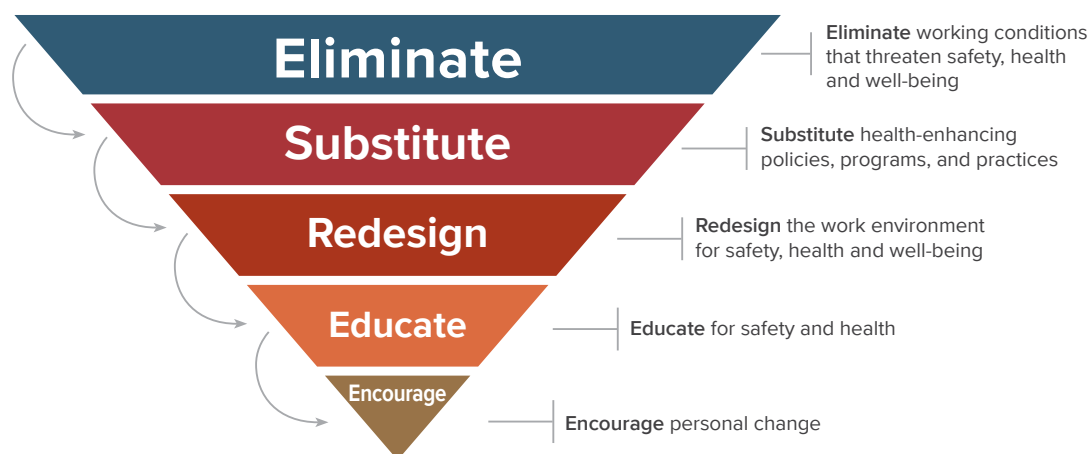 Eliminate
Eliminate working conditions
that threaten safety, health
and well-being
Substitute
Substitute health-enhancing
policies, programs, and practices
Redesign
Redesign the work environment
for safety, health and well-being
Educate
Educate for safety and health
Encourage
Encourage personal change